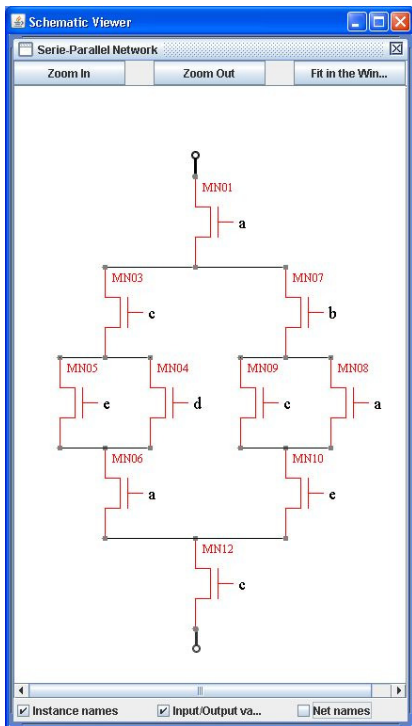 Schematic Viewer
Serie-Parallel Network
Zoom In Zoom Out Fit in the Win...
MN01
a
MN03 MN07
c b
MN05 MN04 MN09 MN08
e d c a
MN06 MN10
a e
MN12
c
Instance names Input/Output va... Net names